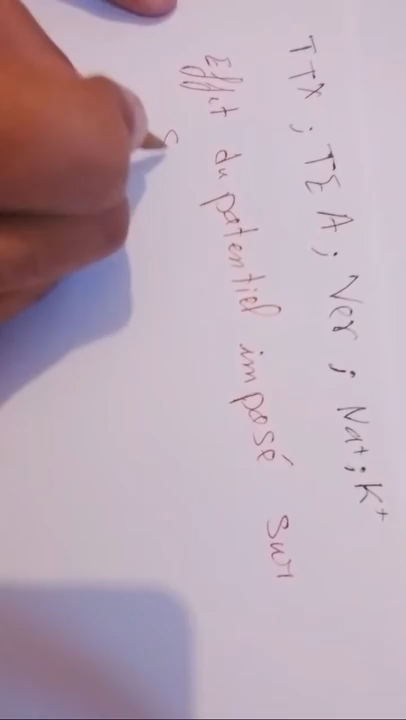 TTX ; TEA ; Ver ; Na+ ; K+
Effet du potentiel imposé sur
S